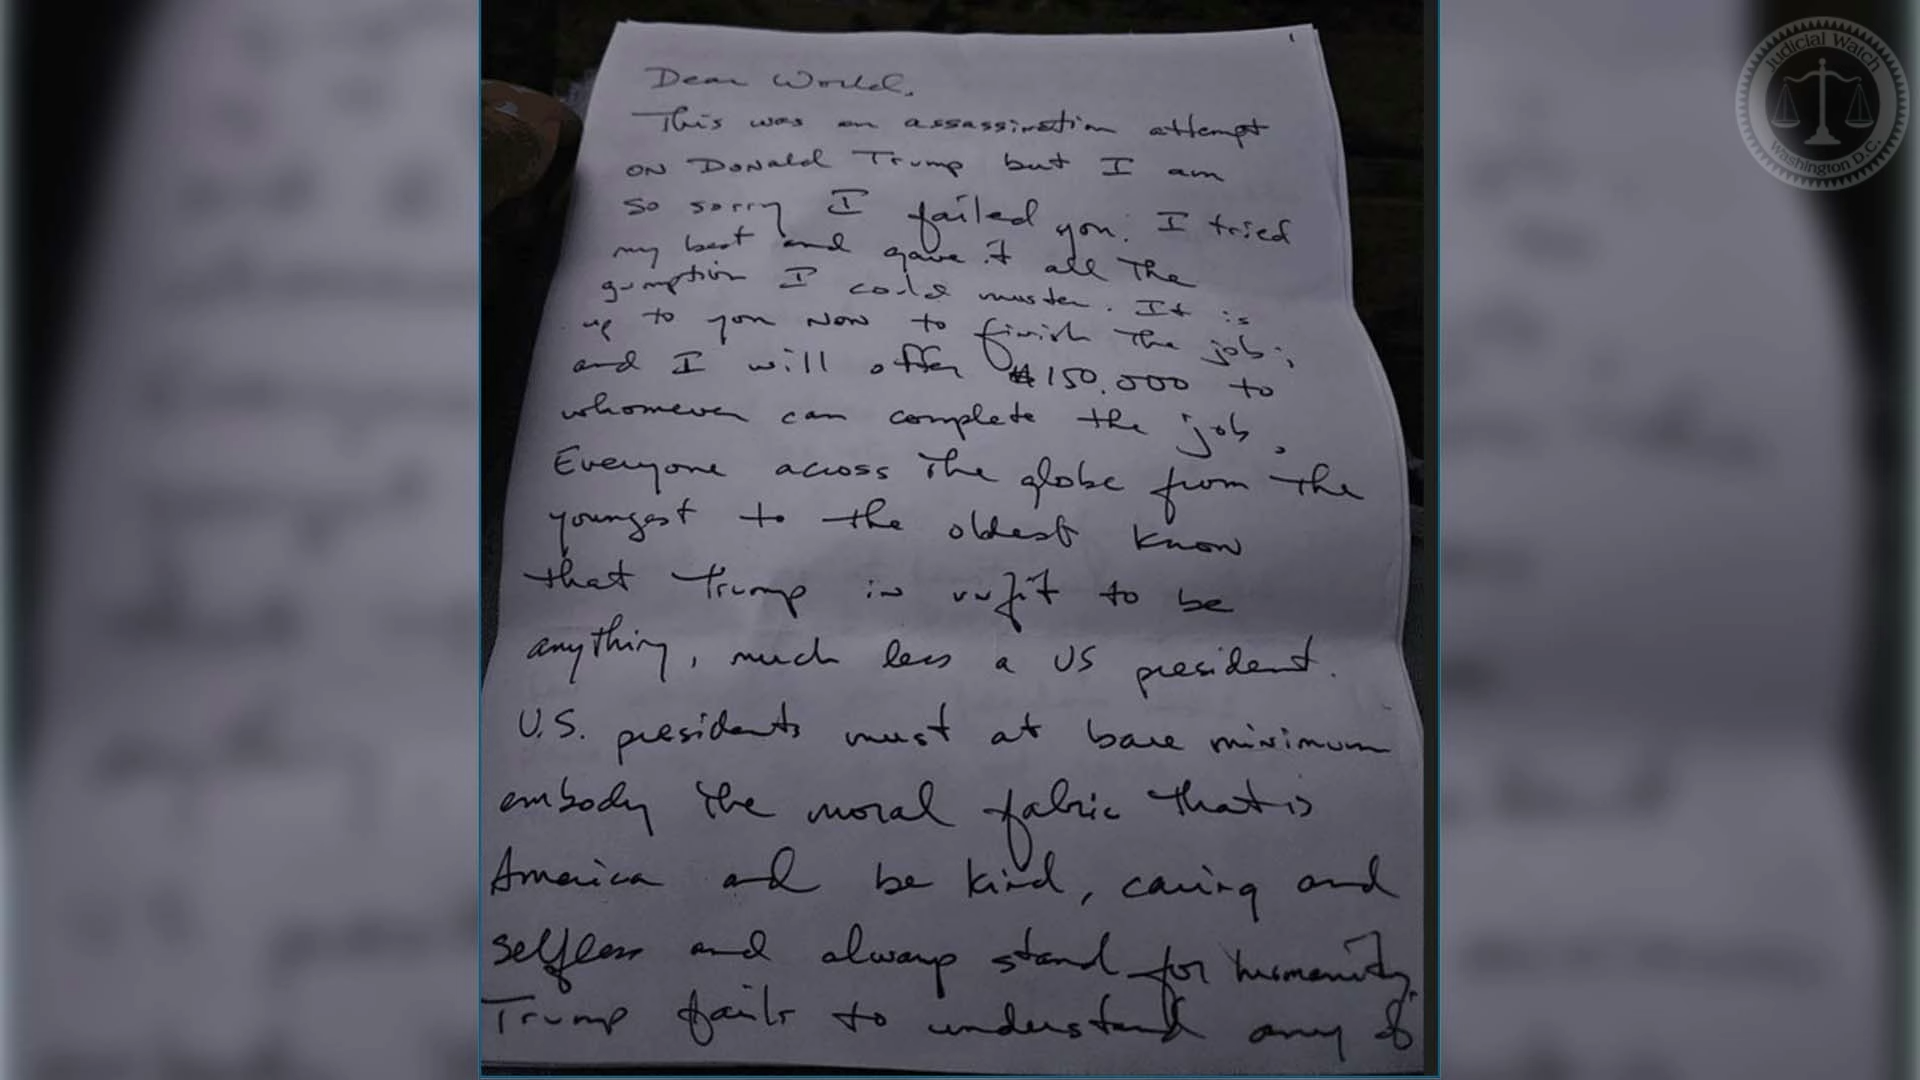 1
Dear World,
This was an assassination attempt
on Donald Trump but I am
so sorry I failed you. I tried
my best and gave it all the
gumption I could muster. It is
up to you now to finish the job;
and I will offer $150,000 to
whomever can complete the job.
Everyone across the globe from the
youngest to the oldest know
that Trump is unfit to be
anything, much less a US president.
U.S. presidents must at bare minimum
embody the moral fabric that is
America and be kind, caring and
selfless and always stand for humanity.
Trump fails to understand any of
Judicial Watch
Washington D.C.